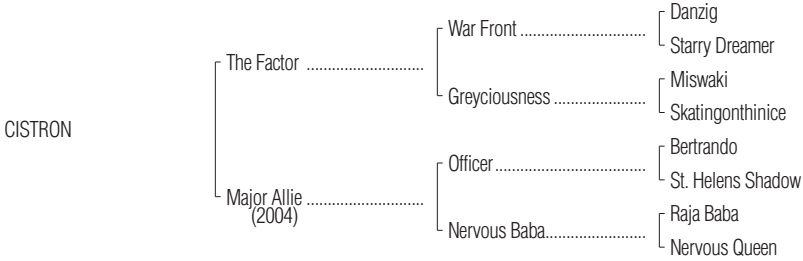 Danzig
War Front ..............................
Starry Dreamer
The Factor ............................
Miswaki
Greyciousness ......................
Skatingonthinice
CISTRON
Bertrando
Officer....................................
St. Helens Shadow
Major Allie ............................
(2004)
Raja Baba
Nervous Baba........................
Nervous Queen